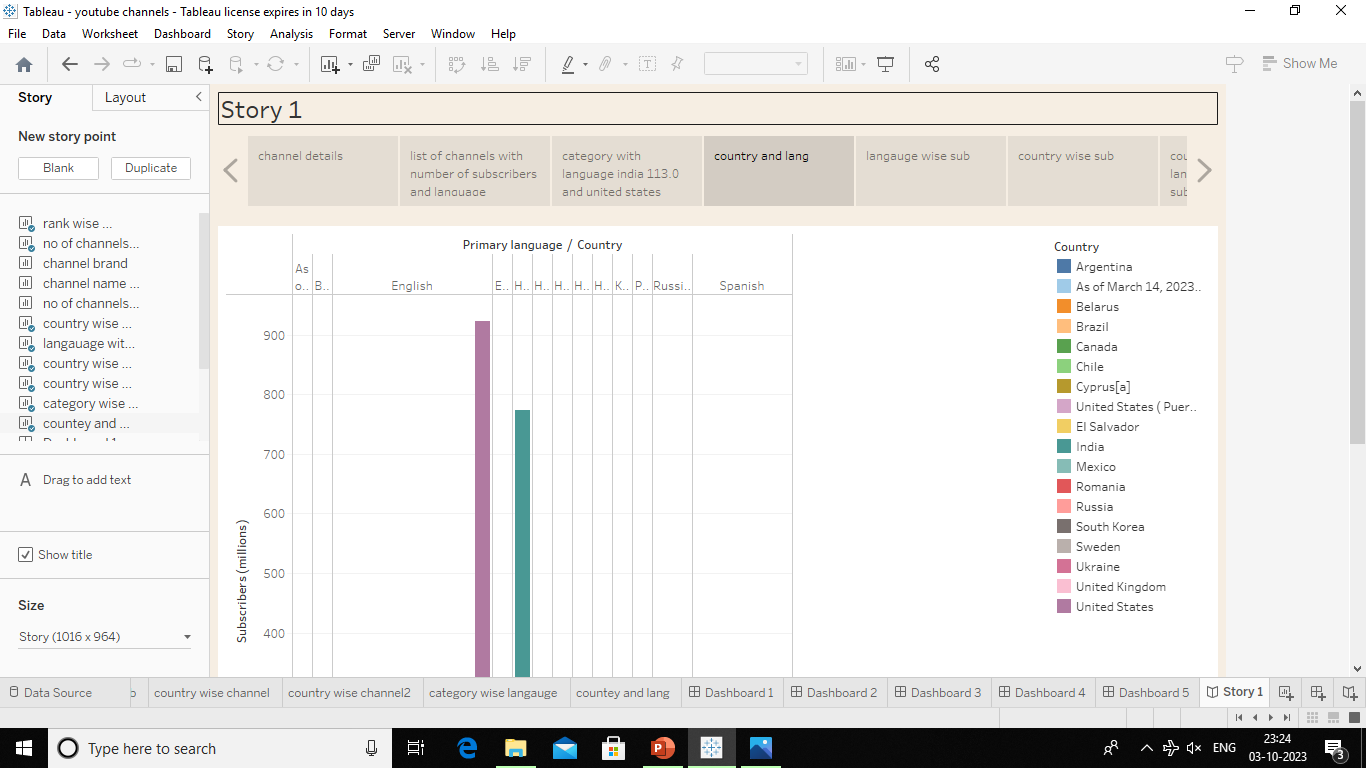 Tableau - youtube channels - Tableau license expires in 10 days
File Data Worksheet Dashboard Story Analysis Format Server Window Help
Show Me
Story Layout
New story point
Blank Duplicate
rank wise ...
no of channels...
channel brand
channel name ...
no of channels...
country wise ...
langauage wit...
country wise ...
country wise ...
category wise ...
countey and ...
A Drag to add text
Show title
Size
Story (1016 x 964)
Story 1
channel details
list of channels with
number of subscribers
and language
category with
language india 113.0
and united states
country and lang
langauge wise sub
country wise sub
cou
lan
sub
Primary language / Country
As
o.. B.. English E.. H.. H.. H.. H.. H.. K.. P.. Russi.. Spanish
900
800
700
600
500
400
Subscribers (millions)
Country
Argentina
As of March 14, 2023..
Belarus
Brazil
Canada
Chile
Cyprus[a]
United States ( Puer..
El Salvador
India
Mexico
Romania
Russia
South Korea
Sweden
Ukraine
United Kingdom
United States
Data Source country wise channel country wise channel2 category wise langauge countey and lang Dashboard 1 Dashboard 2 Dashboard 3 Dashboard 4 Dashboard 5 Story 1
Type here to search
ENG
23:24
03-10-2023
3